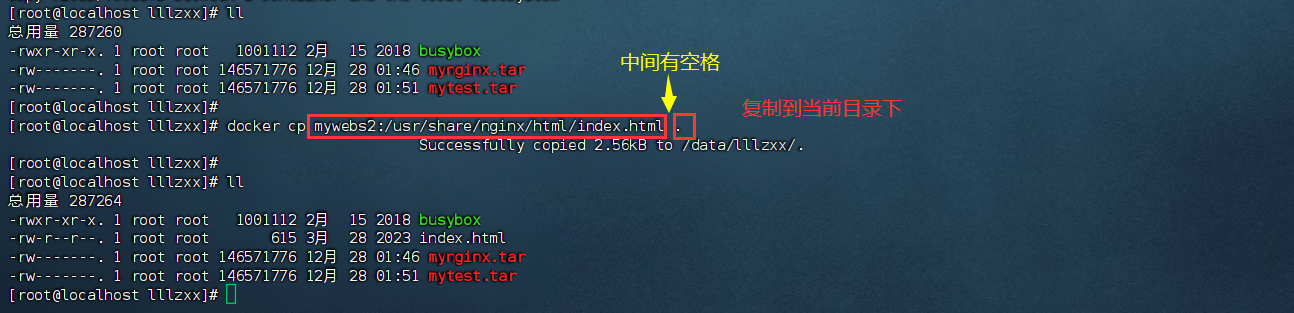 [root@localhost lllzxx]# ll
总用量 287260
-rwxr-xr-x. 1 root root   1001112 2月  15 2018 busybox
中间有空格
-rw-------. 1 root root 146571776 12月 28 01:46 myrginx.tar
-rw-------. 1 root root 146571776 12月 28 01:51 mytest.tar
[root@localhost lllzxx]#
复制到当前目录下
[root@localhost lllzxx]# docker cp mywebs2:/usr/share/nginx/html/index.html .
Successfully copied 2.56kB to /data/lllzxx/.
[root@localhost lllzxx]#
[root@localhost lllzxx]# ll
总用量 287264
-rwxr-xr-x. 1 root root   1001112 2月  15 2018 busybox
-rw-r--r--. 1 root root       615 3月  28 2023 index.html
-rw-------. 1 root root 146571776 12月 28 01:46 myrginx.tar
-rw-------. 1 root root 146571776 12月 28 01:51 mytest.tar
[root@localhost lllzxx]#